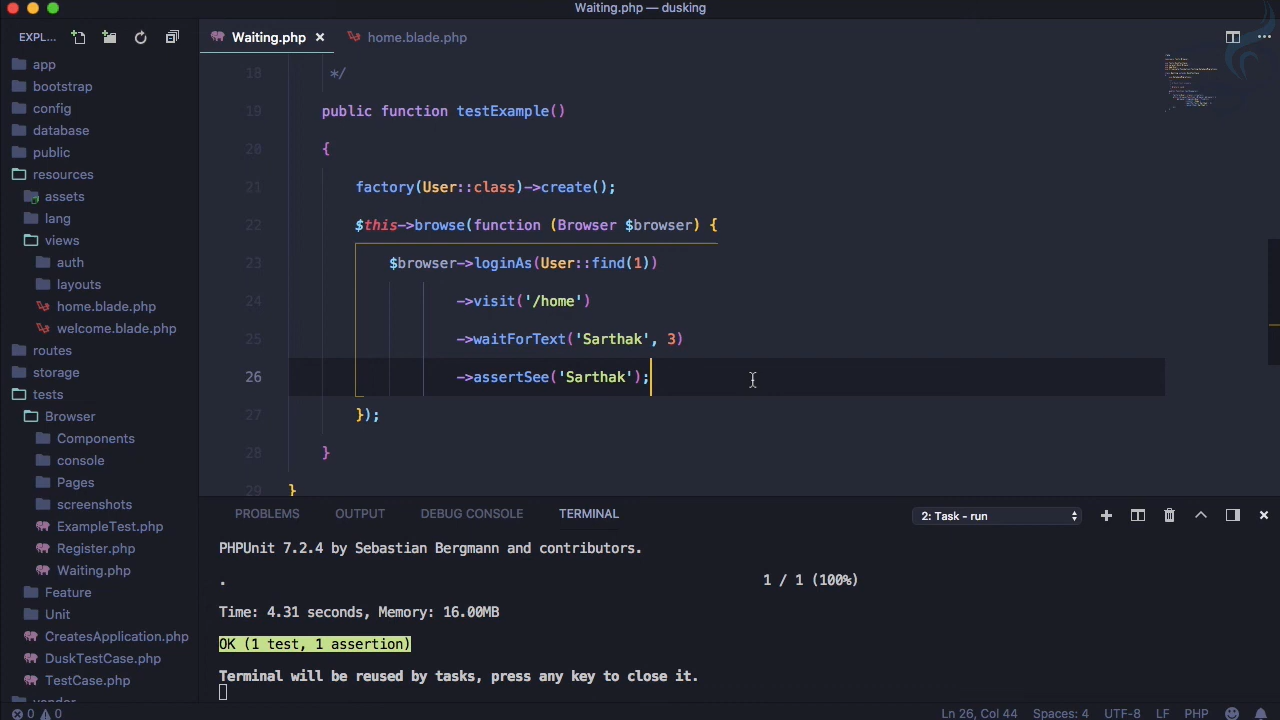 Waiting.php — dusking
EXPL...
Waiting.php ×
home.blade.php
app
bootstrap
config
database
public
resources
assets
lang
views
auth
layouts
home.blade.php
welcome.blade.php
routes
storage
tests
Browser
Components
console
Pages
screenshots
ExampleTest.php
Register.php
Waiting.php
Feature
Unit
CreatesApplication.php
DuskTestCase.php
TestCase.php
vendor
18 */
19 public function testExample()
20 {
21 factory(User::class)->create();
22 $this->browse(function (Browser $browser) {
23 $browser->loginAs(User::find(1))
24 ->visit('/home')
25 ->waitForText('Sarthak', 3)
26 ->assertSee('Sarthak');
27 });
28 }
29 }
PROBLEMS OUTPUT DEBUG CONSOLE TERMINAL 2: Task - run
PHPUnit 7.2.4 by Sebastian Bergmann and contributors.
. 1 / 1 (100%)
Time: 4.31 seconds, Memory: 16.00MB
OK (1 test, 1 assertion)
Terminal will be reused by tasks, press any key to close it.
0 0 Ln 26, Col 44 Spaces: 4 UTF-8 LF PHP